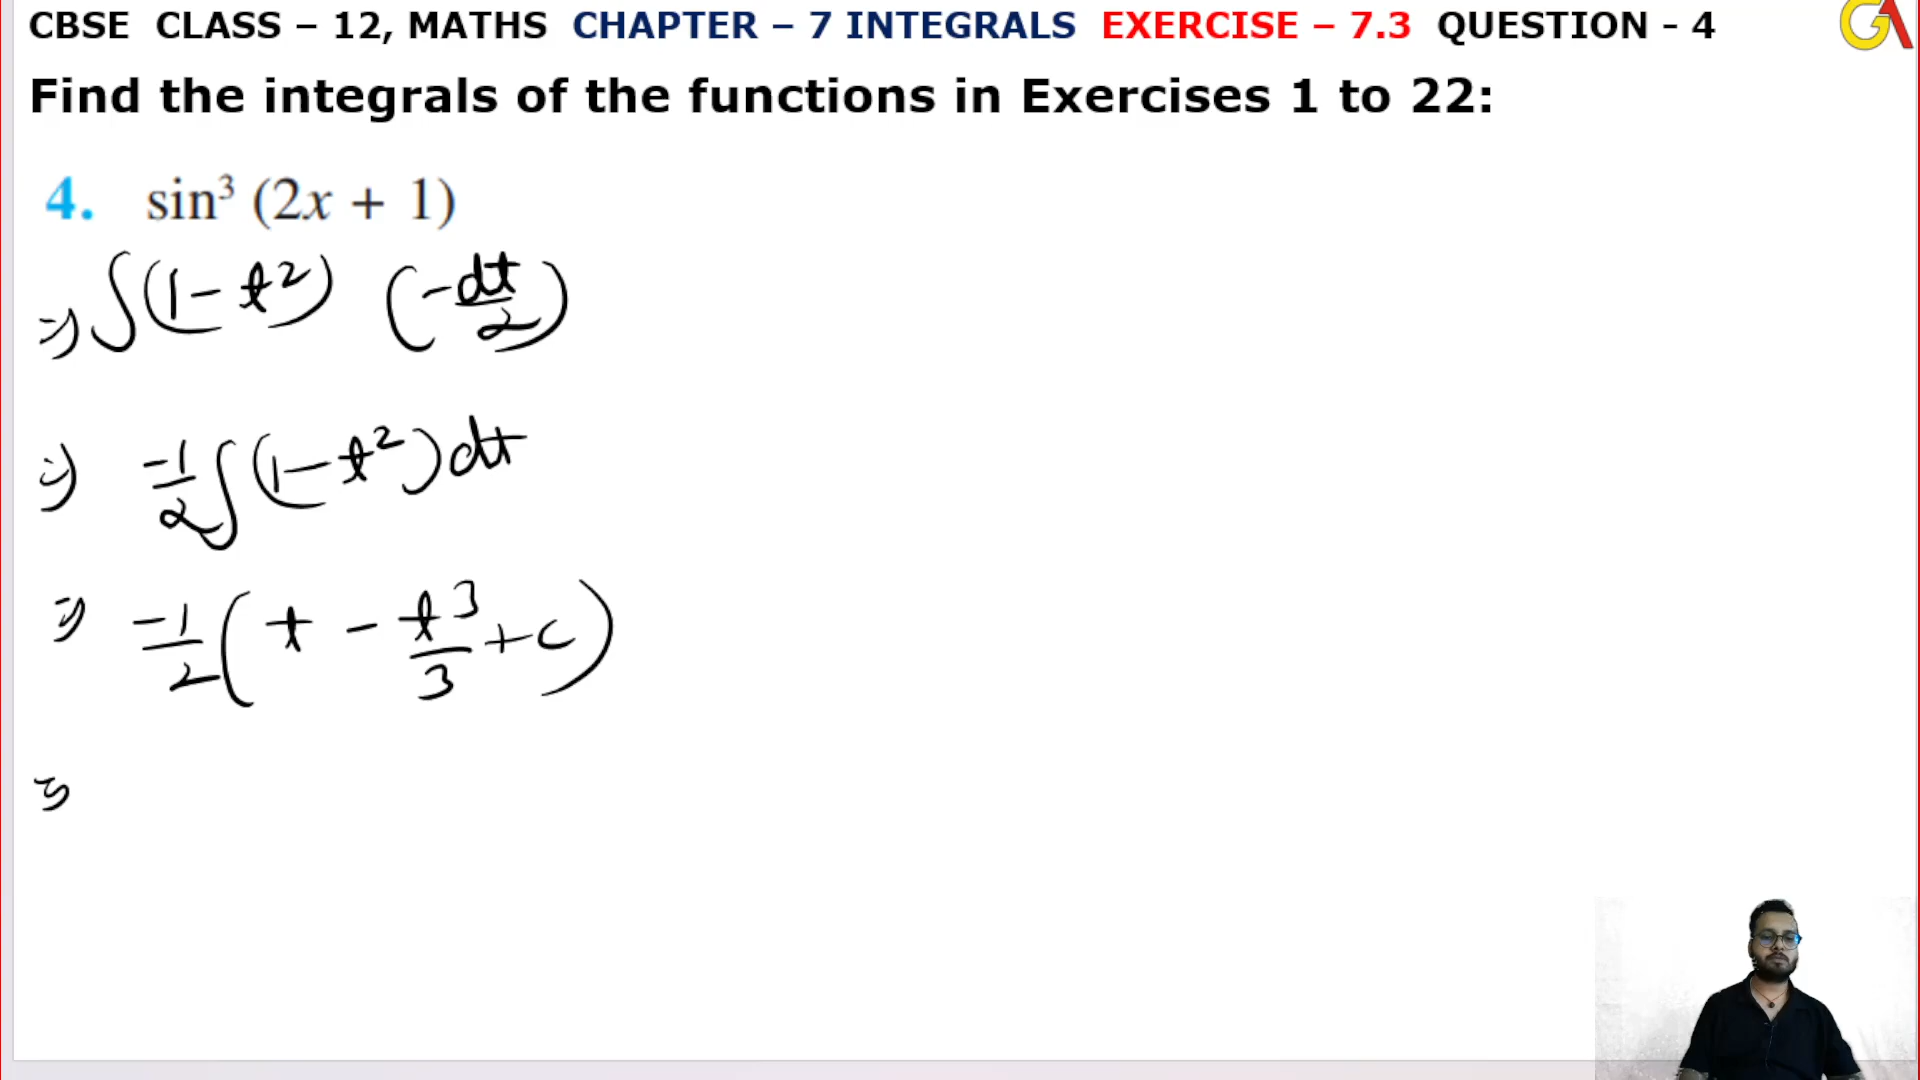 CBSE CLASS – 12, MATHS CHAPTER – 7 INTEGRALS EXERCISE – 7.3 QUESTION - 4
GA
Find the integrals of the functions in Exercises 1 to 22:
4. sin³ (2x + 1)
⇒ ∫(1 - t²) (-dt/2)
⇒ -1/2 ∫(1 - t²) dt
⇒ -1/2 (t - t³/3 + c)
⇒